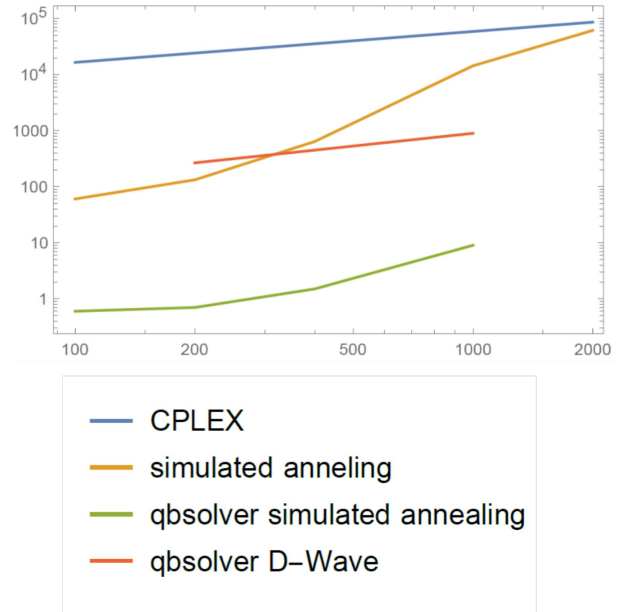 10^5
10^4
1000
100
10
1
100 200 500 1000 2000
CPLEX
simulated anneling
qbsolver simulated annealing
qbsolver D-Wave